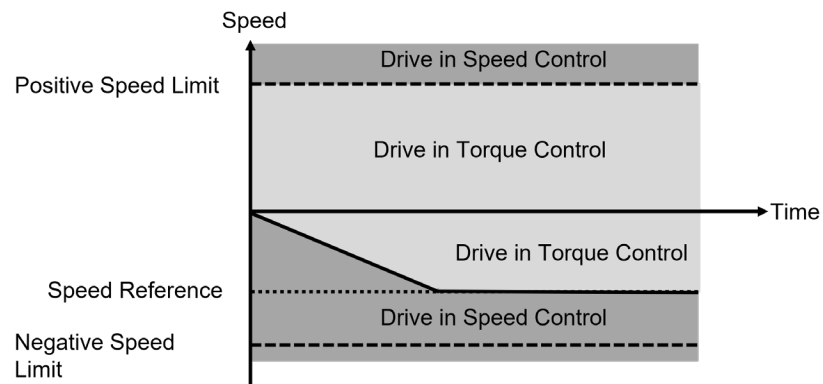 Speed
Drive in Speed Control
Positive Speed Limit
Drive in Torque Control
Time
Drive in Torque Control
Speed Reference
Drive in Speed Control
Negative Speed
Limit